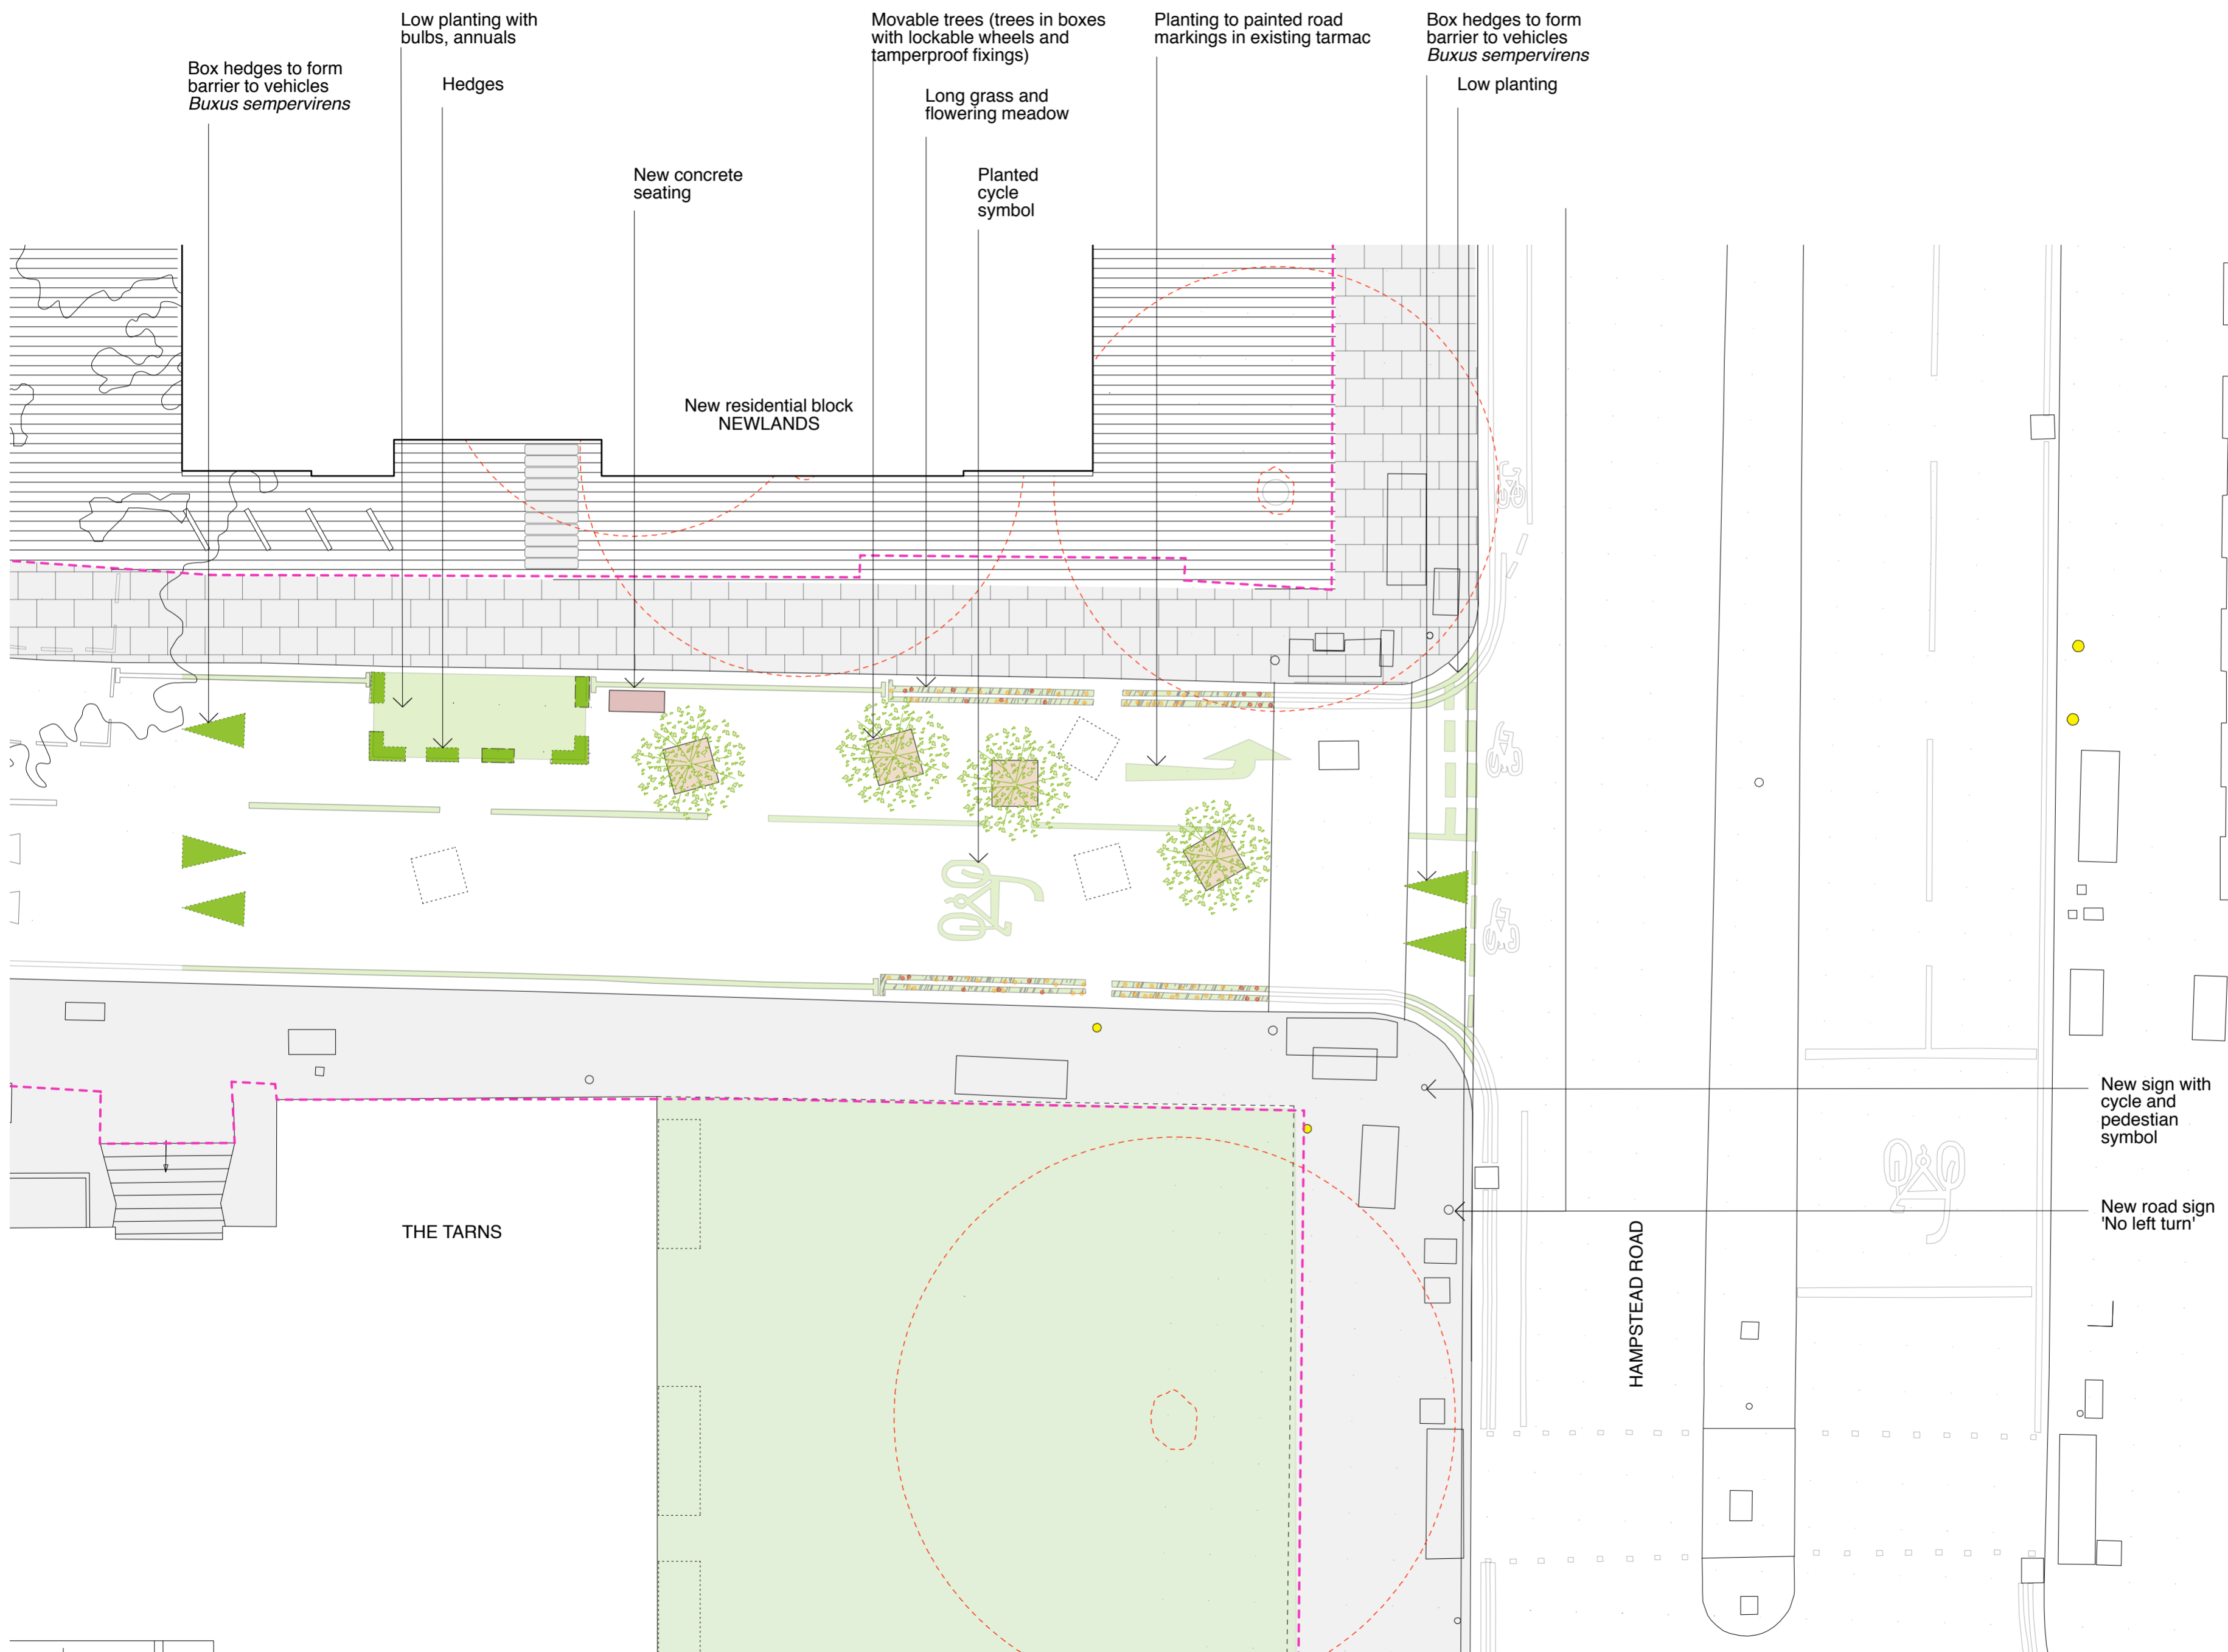 Low planting with
bulbs, annuals
Movable trees (trees in boxes
with lockable wheels and
tamperproof fixings)
Planting to painted road
markings in existing tarmac
Box hedges to form
barrier to vehicles
Buxus sempervirens
Box hedges to form
barrier to vehicles
Buxus sempervirens
Hedges
Long grass and
flowering meadow
Low planting
New concrete
seating
Planted
cycle
symbol
New residential block
NEWLANDS
New sign with
cycle and
pedestian
symbol
New road sign
'No left turn'
THE TARNS
HAMPSTEAD ROAD